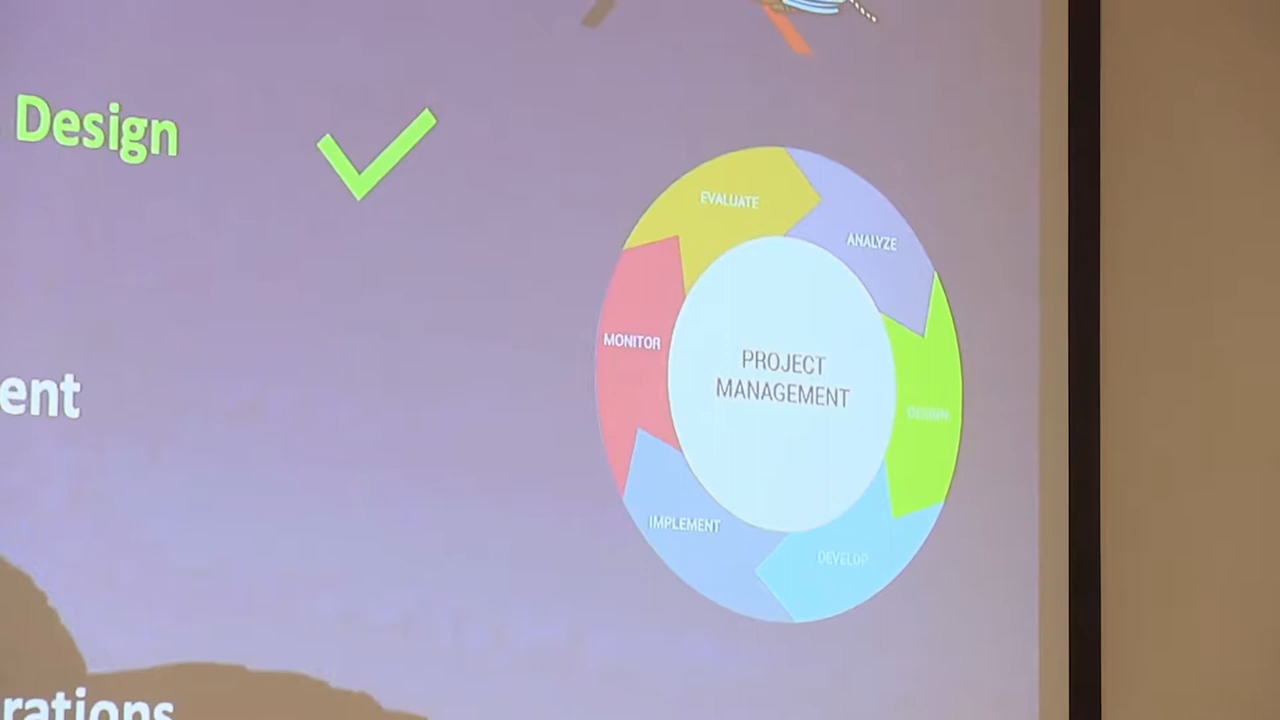 Design
EVALUATE
ANALYZE
MONITOR
PROJECT
MANAGEMENT
ent
DESIGN
IMPLEMENT
DEVELOP
rations